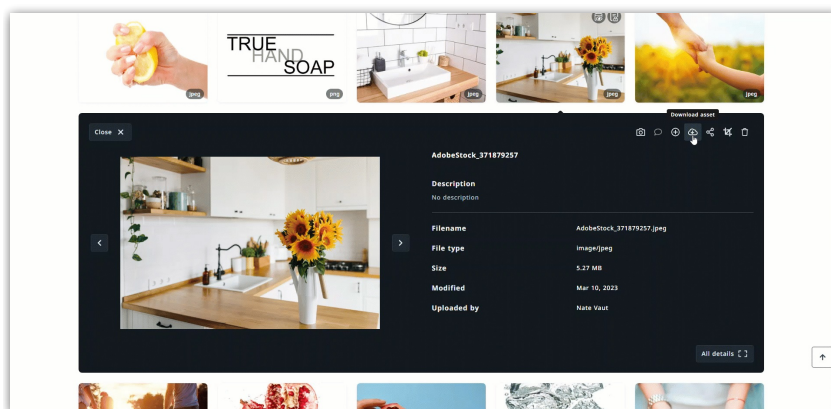 TRUE
HAND
SOAP
jpeg
png
jpeg
jpeg
jpeg
Download asset
Close X
AdobeStock_371879257
Description
No description
Filename AdobeStock_371879257.jpeg
File type image/jpeg
Size 5.27 MB
Modified Mar 10, 2023
Uploaded by Nate Vaut
All details